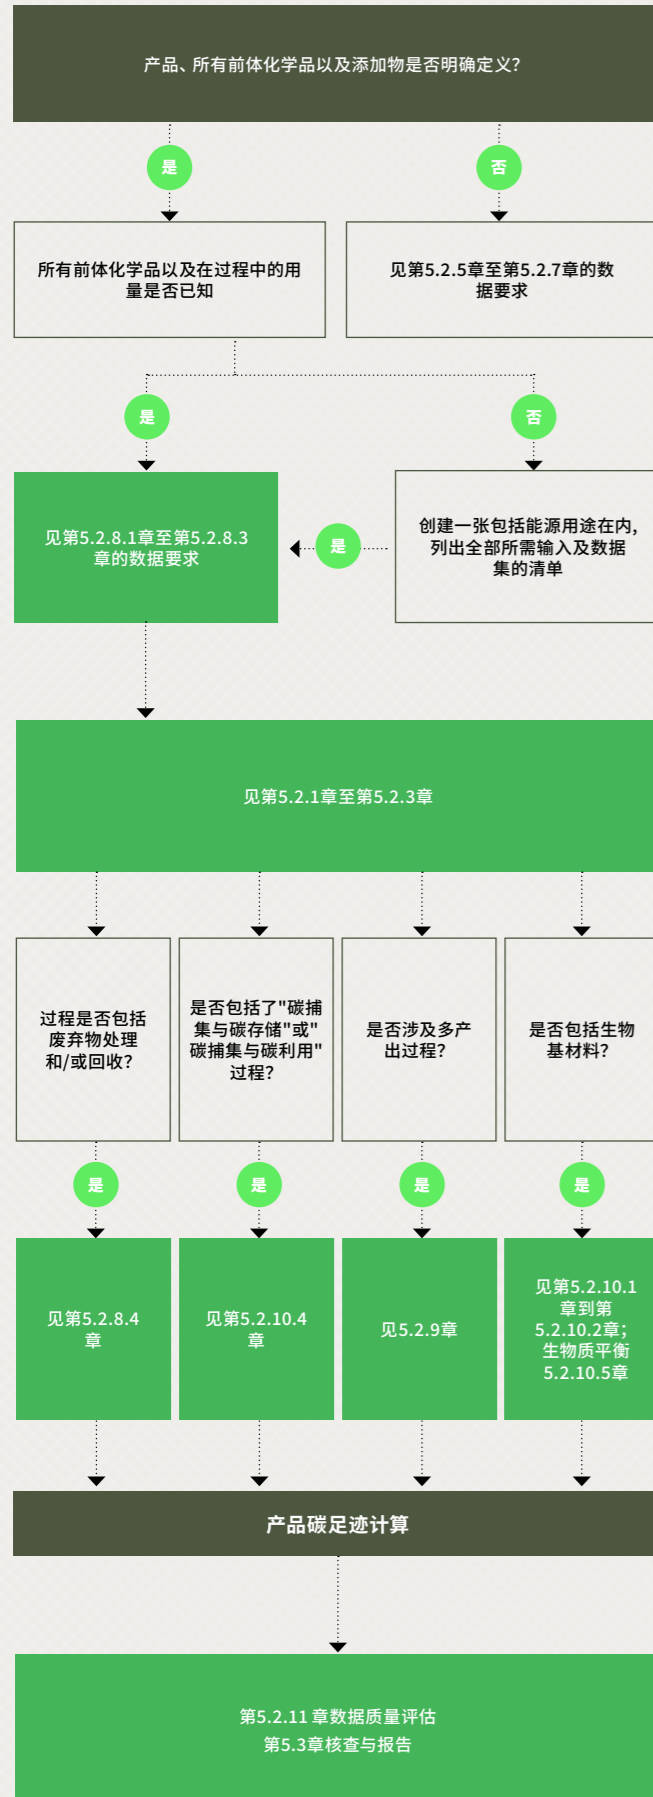 产品、所有前体化学品以及添加物是否明确定义？
是
否
所有前体化学品以及在过程中的用
量是否已知
见第5.2.5章至第5.2.7章的数
据要求
是
否
见第5.2.8.1章至第5.2.8.3
章的数据要求
是
创建一张包括能源用途在内,
列出全部所需输入及数据
集的清单
见第5.2.1章至第5.2.3章
过程是否包括
废弃物处理
和/或回收？
是否包括了"碳捕
集与碳存储"或"
碳捕集与碳利用"
过程？
是否涉及多产
出过程？
是否包括生物
基材料？
是
是
是
是
见第5.2.8.4
章
见第5.2.10.4
章
见5.2.9章
见第5.2.10.1
章到第
5.2.10.2章；
生物质平衡
5.2.10.5章
产品碳足迹计算
第5.2.11 章数据质量评估
第5.3章核查与报告